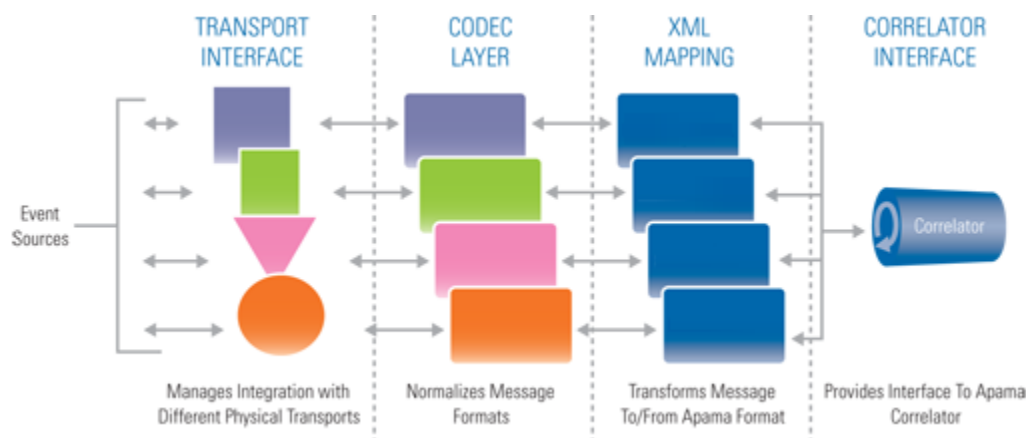 TRANSPORT
INTERFACE
CODEC
LAYER
XML
MAPPING
CORRELATOR
INTERFACE
Event
Sources
Correlator
Manages Integration with
Different Physical Transports
Normalizes Message
Formats
Transforms Message
To/From Apama Format
Provides Interface To Apama
Correlator